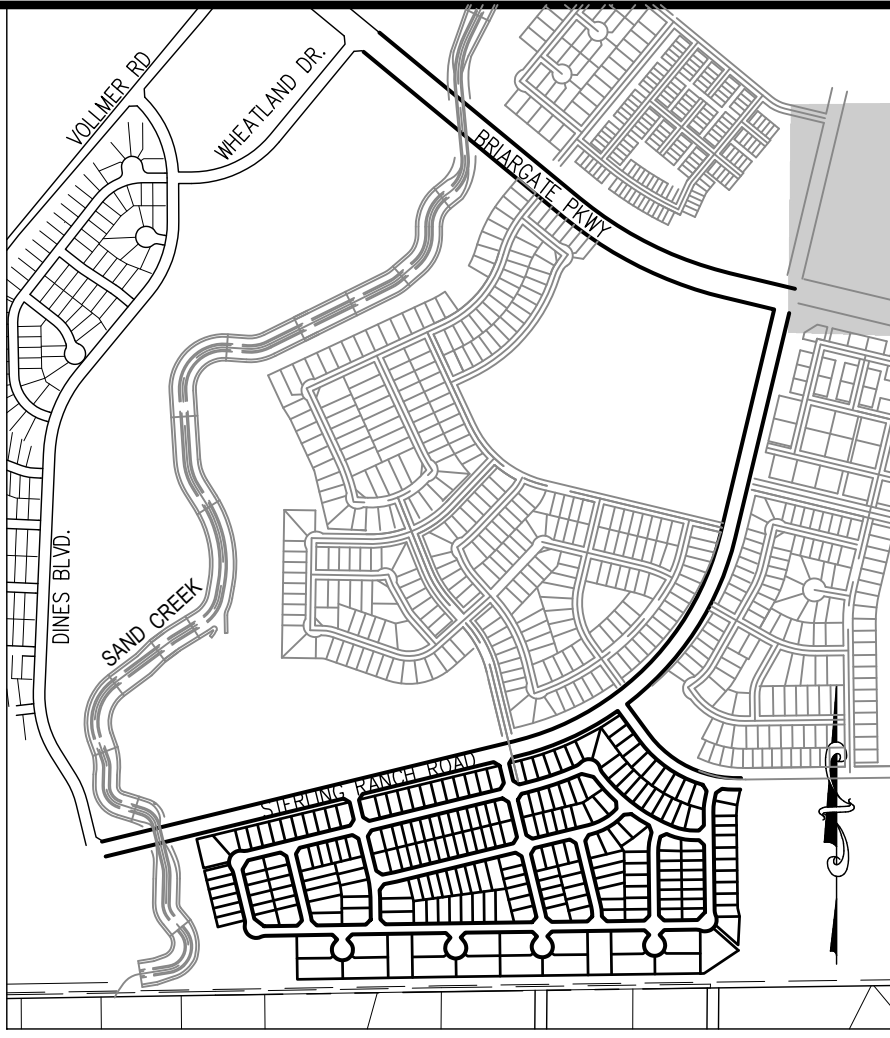 VOLLMER RD
WHEATLAND DR.
BRIARGATE PKWY
DINES BLVD.
SAND CREEK
STERLING RANCH ROAD